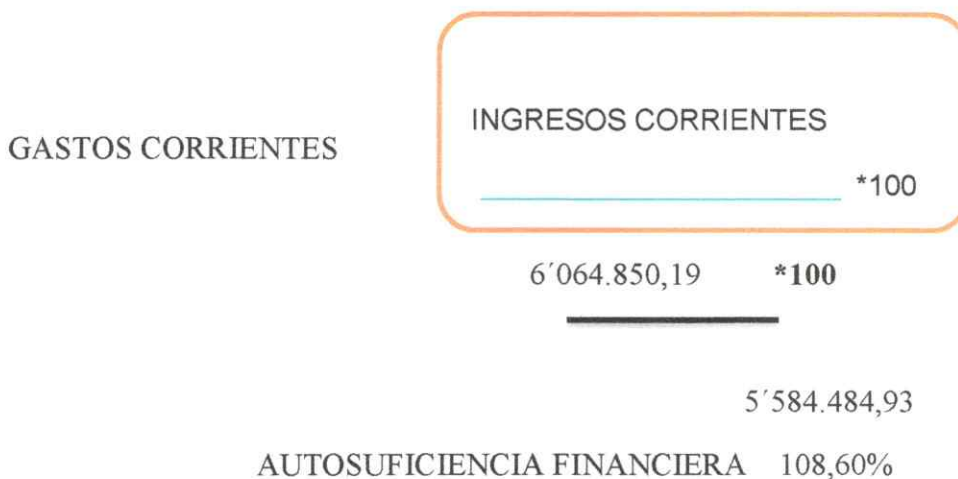 INGRESOS CORRIENTES
GASTOS CORRIENTES
*100
6´064.850,19 *100
5´584.484,93
AUTOSUFICIENCIA FINANCIERA 108,60%